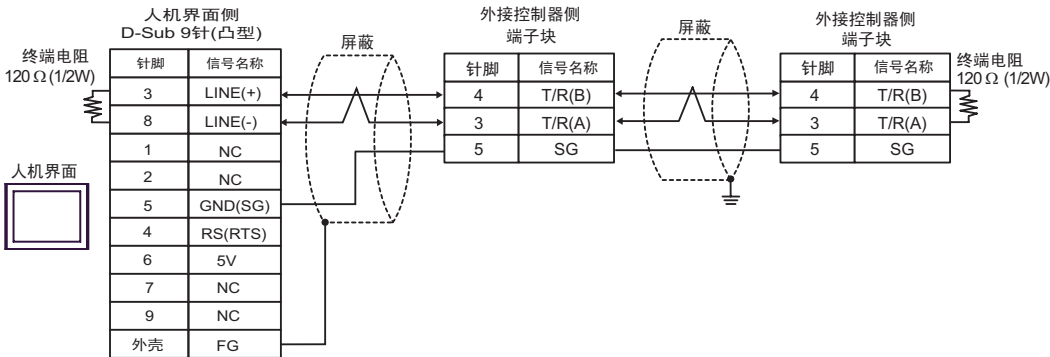 人机界面侧
D-Sub 9针(凸型)
终端电阻
120 Ω (1/2W)
针脚 信号名称
3 LINE(+)
8 LINE(-)
1 NC
2 NC
5 GND(SG)
4 RS(RTS)
6 5V
7 NC
9 NC
外壳 FG
人机界面
屏蔽
外接控制器侧
端子块
针脚 信号名称
4 T/R(B)
3 T/R(A)
5 SG
屏蔽
外接控制器侧
端子块
针脚 信号名称
4 T/R(B)
3 T/R(A)
5 SG
终端电阻
120 Ω (1/2W)